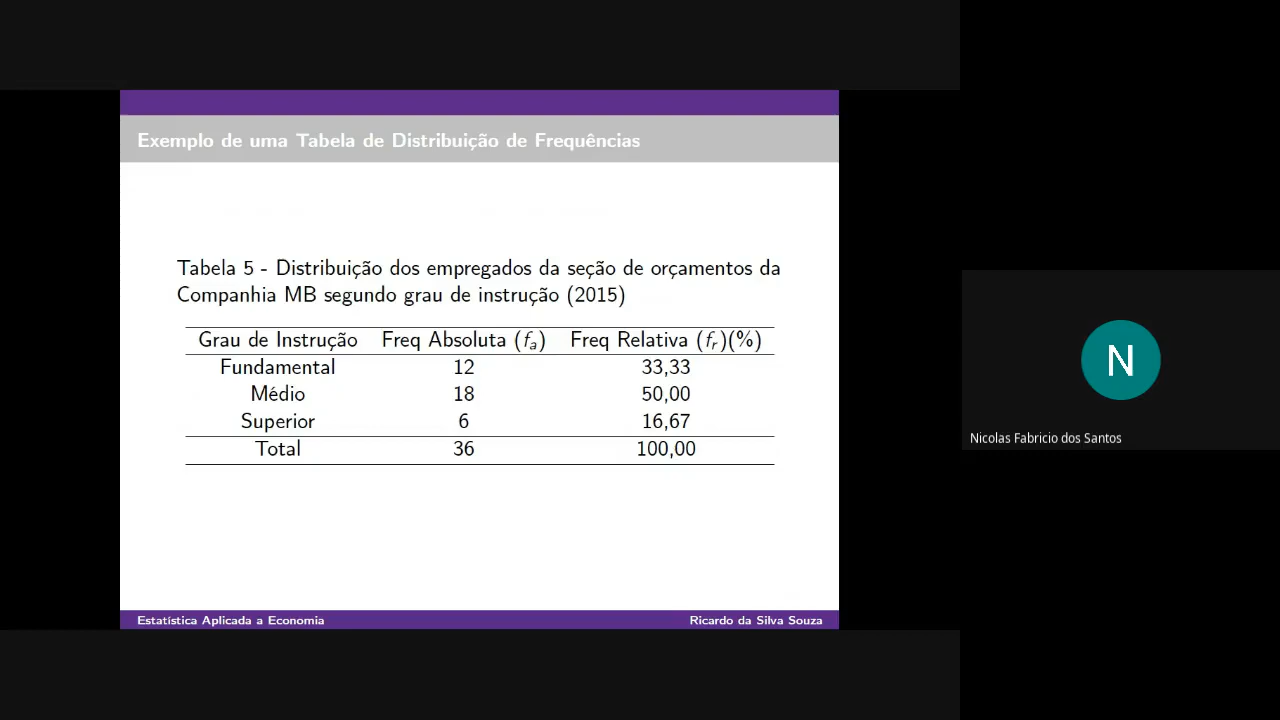 Exemplo de uma Tabela de Distribuição de Frequências
Tabela 5 - Distribuição dos empregados da seção de orçamentos da
Companhia MB segundo grau de instrução (2015)
Grau de Instrução Freq Absoluta (fa) Freq Relativa (fr)(%)
Fundamental 12 33,33
Médio 18 50,00
Superior 6 16,67
Total 36 100,00
Estatística Aplicada a Economia Ricardo da Silva Souza
N
Nicolas Fabricio dos Santos